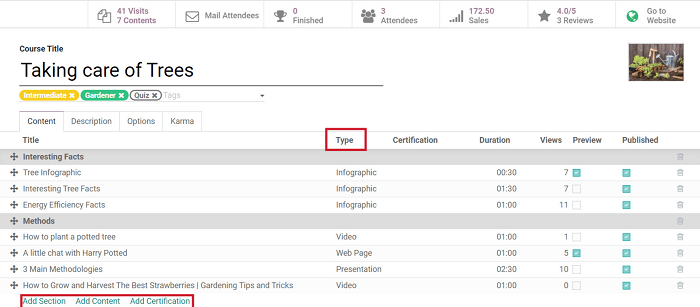 41 Visits
7 Contents
Mail Attendees
0
Finished
3
Attendees
172.50
Sales
4.0/5
3 Reviews
Go to
Website
Course Title
Taking care of Trees
Intermediate ✖ Gardener ✖ Quiz ✖ Tags
Content Description Options Karma
Title Type Certification Duration Views Preview Published
Interesting Facts
Tree Infographic Infographic 00:30 7
Interesting Tree Facts Infographic 01:30 7
Energy Efficiency Facts Infographic 01:00 11
Methods
How to plant a potted tree Video 01:00 1
A little chat with Harry Potted Web Page 01:00 5
3 Main Methodologies Presentation 02:30 10
How to Grow and Harvest The Best Strawberries | Gardening Tips and Tricks Video 01:00 0
Add Section Add Content Add Certification